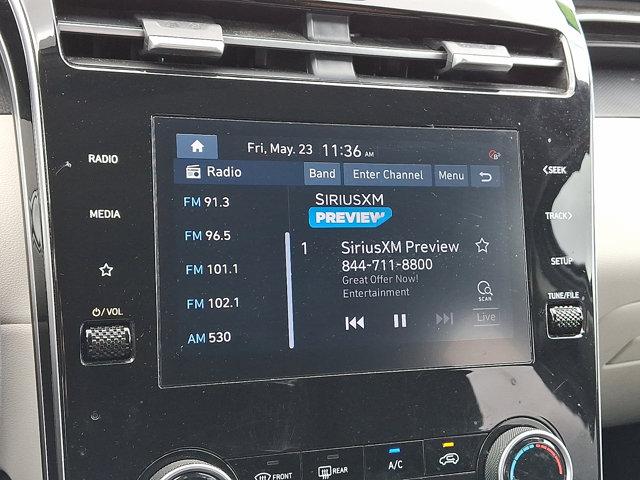 Fri, May. 23 11:36 AM
Radio Band Enter Channel Menu
FM 91.3
FM 96.5
FM 101.1
FM 102.1
AM 530
SIRIUSXM
PREVIEW
1 SiriusXM Preview
844-711-8800
Great Offer Now!
Entertainment
SCAN
Live
RADIO
MEDIA
⏻/VOL
<SEEK
TRACK>
SETUP
TUNE/FILE
FRONT
REAR
A/C